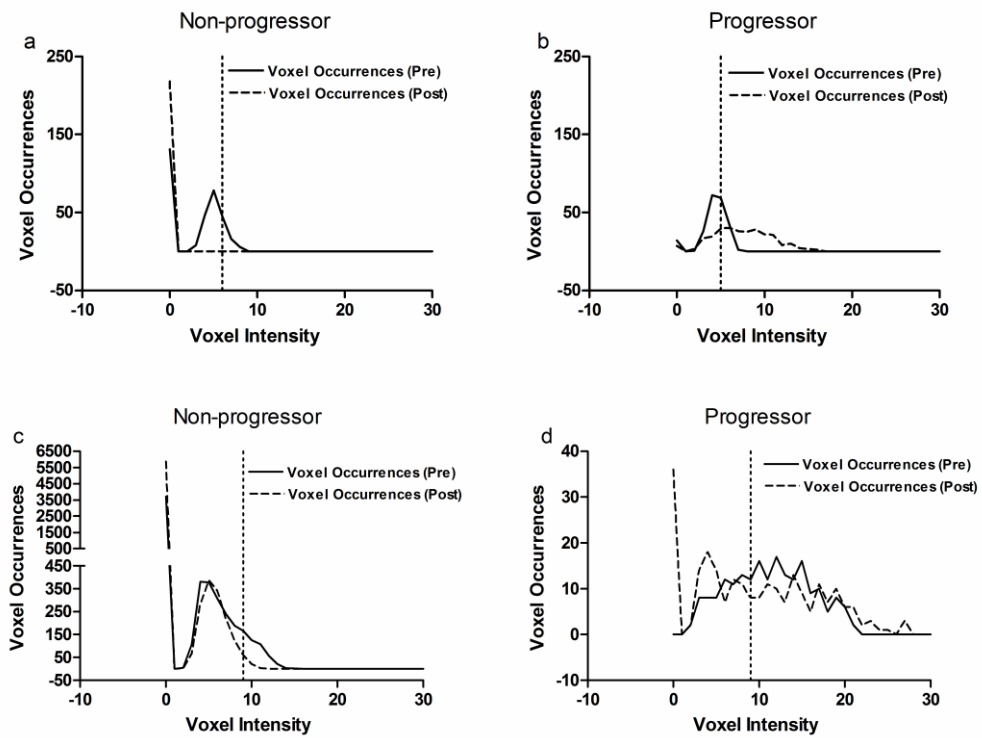 Non-progressor
a
250
150
50
-50
Voxel Occurrences
Voxel Occurrences (Pre)
Voxel Occurrences (Post)
-10 0 10 20 30
Voxel Intensity
Progressor
b
250
150
50
-50
Voxel Occurrences
Voxel Occurrences (Pre)
Voxel Occurrences (Post)
-10 0 10 20 30
Voxel Intensity
Non-progressor
c
6500
5500
4500
3500
2500
1500
500
450
350
250
150
50
-50
Voxel Occurrences
Voxel Occurrences (Pre)
Voxel Occurrences (Post)
-10 0 10 20 30
Voxel Intensity
Progressor
d
40
30
20
10
0
-10
Voxel Occurrences
Voxel Occurrences (Pre)
Voxel Occurrences (Post)
-10 0 10 20 30
Voxel Intensity